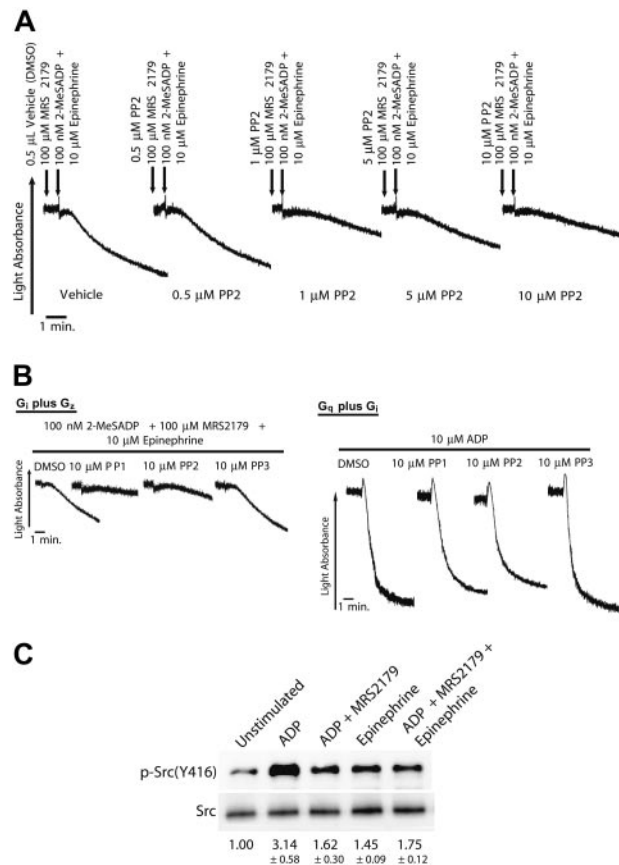 A
0.5 µL Vehicle (DMSO)
100 µM MRS 2179
100 nM 2-MeSADP +
10 µM Epinephrine
0.5 µM PP2
100 µM MRS 2179
100 nM 2-MeSADP +
10 µM Epinephrine
1 µM PP2
100 µM MRS 2179
100 nM 2-MeSADP +
10 µM Epinephrine
5 µM PP2
100 µM MRS 2179
100 nM 2-MeSADP +
10 µM Epinephrine
10 µM PP2
100 µM MRS 2179
100 nM 2-MeSADP +
10 µM Epinephrine
Light Absorbance
Vehicle 0.5 µM PP2 1 µM PP2 5 µM PP2 10 µM PP2
1 min.
B
Gi plus Gz
100 nM 2-MeSADP + 100 µM MRS2179 +
10 µM Epinephrine
DMSO 10 µM PP1 10 µM PP2 10 µM PP3
Light Absorbance
1 min.
Gq plus Gi
10 µM ADP
DMSO 10 µM PP1 10 µM PP2 10 µM PP3
Light Absorbance
1 min.
C
Unstimulated
ADP
ADP + MRS2179
Epinephrine
ADP + MRS2179 +
Epinephrine
p-Src(Y416)
Src
1.00 3.14 1.62 1.45 1.75
± 0.58 ± 0.30 ± 0.09 ± 0.12